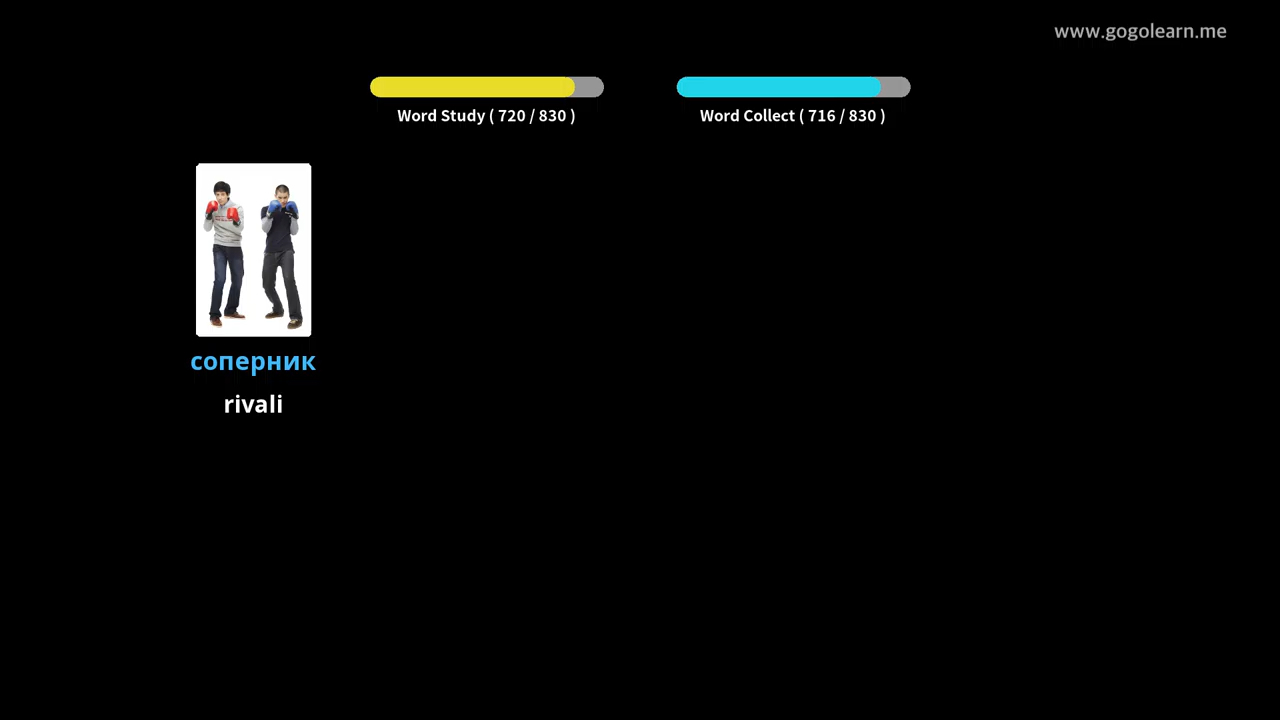 www.gogolearn.me
Word Study ( 720 / 830 )
Word Collect ( 716 / 830 )
соперник
rivali